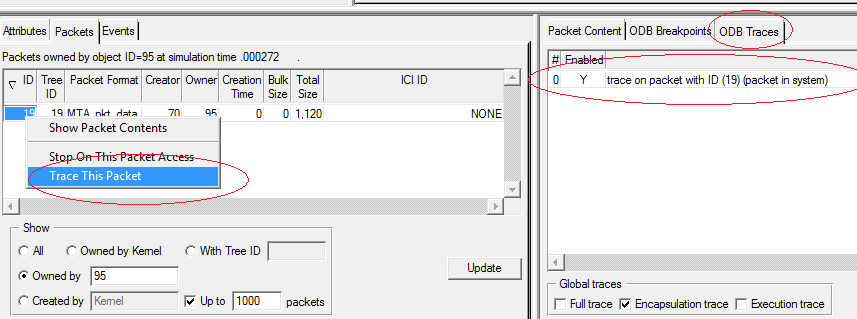 Attributes Packets Events
Packets owned by object ID=95 at simulation time .000272 .
ID Tree ID Packet Format Creator Owner Creation Time Bulk Size Total Size ICI ID
19 19 MTA_pkt_data 70 95 0 0 1,120 NONE
Show Packet Contents
Stop On This Packet Access
Trace This Packet
Show
All Owned by Kernel With Tree ID
Owned by 95
Update
Created by Kernel Up to 1000 packets
Packet Content ODB Breakpoints ODB Traces
# Enabled
0 Y trace on packet with ID (19) (packet in system)
Global traces
Full trace Encapsulation trace Execution trace